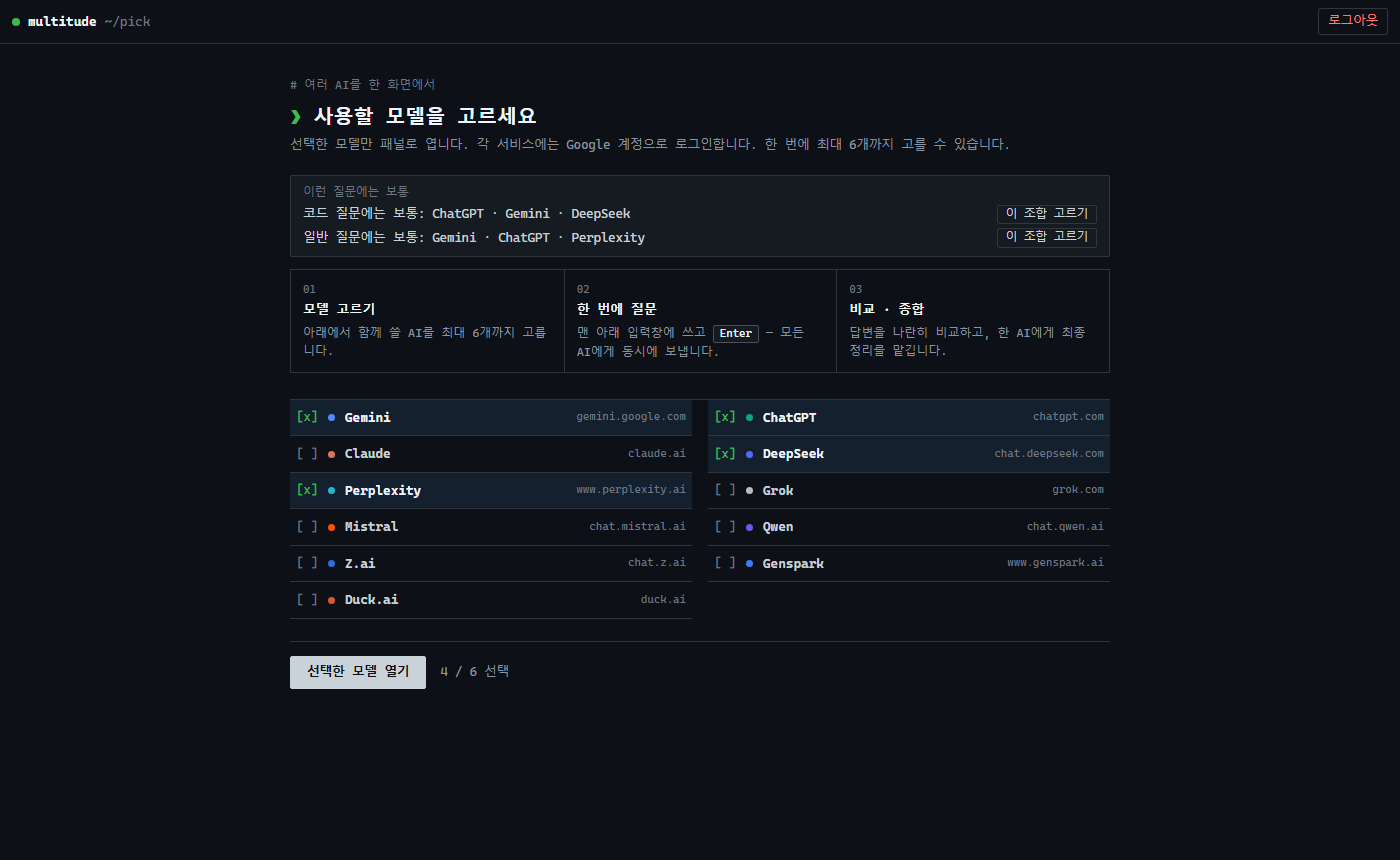 multitude ~/pick
로그아웃
# 여러 AI를 한 화면에서
❯ 사용할 모델을 고르세요
선택한 모델만 패널로 엽니다. 각 서비스에는 Google 계정으로 로그인합니다. 한 번에 최대 6개까지 고를 수 있습니다.
이런 질문에는 보통
코드 질문에는 보통: ChatGPT · Gemini · DeepSeek
이 조합 고르기
일반 질문에는 보통: Gemini · ChatGPT · Perplexity
이 조합 고르기
01
모델 고르기
아래에서 함께 쓸 AI를 최대 6개까지 고릅
니다.
02
한 번에 질문
맨 아래 입력창에 쓰고 Enter — 모든
AI에게 동시에 보냅니다.
03
비교 · 종합
답변을 나란히 비교하고, 한 AI에게 최종
정리를 맡깁니다.
[x] Gemini gemini.google.com
[x] ChatGPT chatgpt.com
[ ] Claude claude.ai
[x] DeepSeek chat.deepseek.com
[x] Perplexity www.perplexity.ai
[ ] Grok grok.com
[ ] Mistral chat.mistral.ai
[ ] Qwen chat.qwen.ai
[ ] Z.ai chat.z.ai
[ ] Genspark www.genspark.ai
[ ] Duck.ai duck.ai
선택한 모델 열기
4 / 6 선택